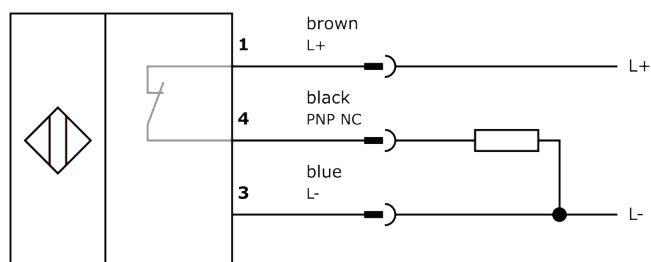 brown
1 L+
L+
black
4 PNP NC
blue
3 L-
L-